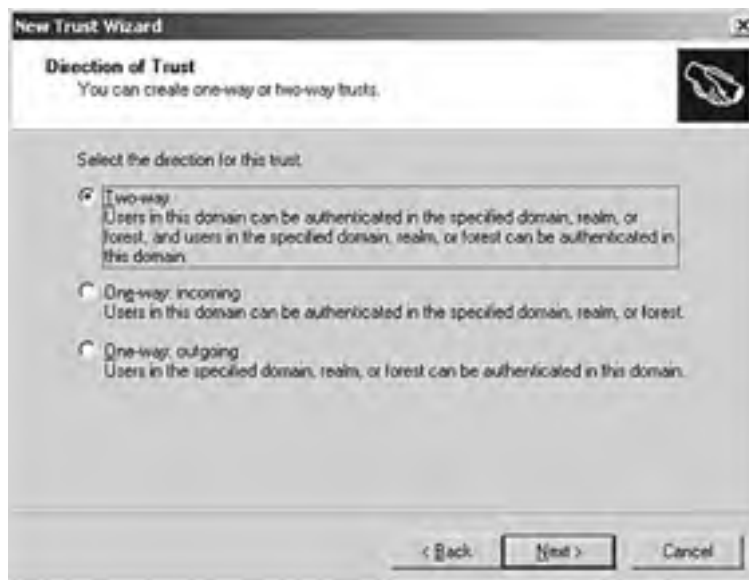 New Trust Wizard
Direction of Trust
You can create one-way or two-way trusts.
Select the direction for this trust.
Two-way
Users in this domain can be authenticated in the specified domain, realm, or
forest, and users in the specified domain, realm, or forest can be authenticated in
this domain.
One-way: incoming
Users in this domain can be authenticated in the specified domain, realm, or forest.
One-way: outgoing
Users in the specified domain, realm, or forest can be authenticated in this domain.
< Back
Next >
Cancel